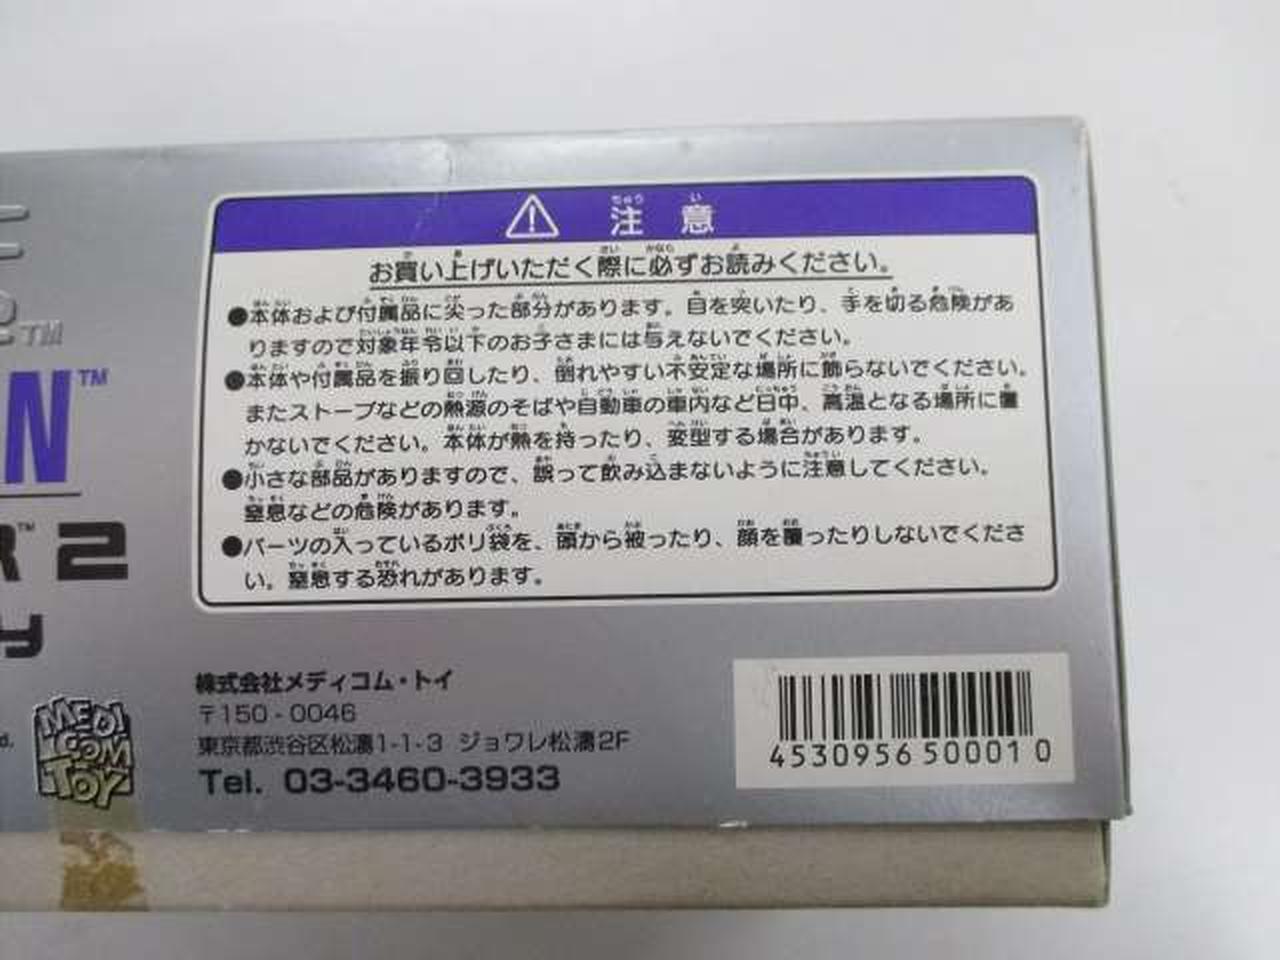 ™
N™
R™ 2
y
d.
MEDI
COM
TOY
注意
お買い上げいただく際に必ずお読みください。
●本体および付属品に尖った部分があります。目を突いたり、手を切る危険があ
りますので対象年令以下のお子さまには与えないでください。
●本体や付属品を振り回したり、倒れやすい不安定な場所に飾らないでください。
またストーブなどの熱源のそばや自動車の車内など日中、高温となる場所に置
かないでください。本体が熱を持ったり、変型する場合があります。
●小さな部品がありますので、誤って飲み込まないように注意してください。
窒息などの危険があります。
●パーツの入っているポリ袋を、頭から被ったり、顔を覆ったりしないでくださ
い。窒息する恐れがあります。
株式会社メディコム・トイ
〒150-0046
東京都渋谷区松濤1-1-3 ジョワレ松濤2F
Tel. 03-3460-3933
4530956500010